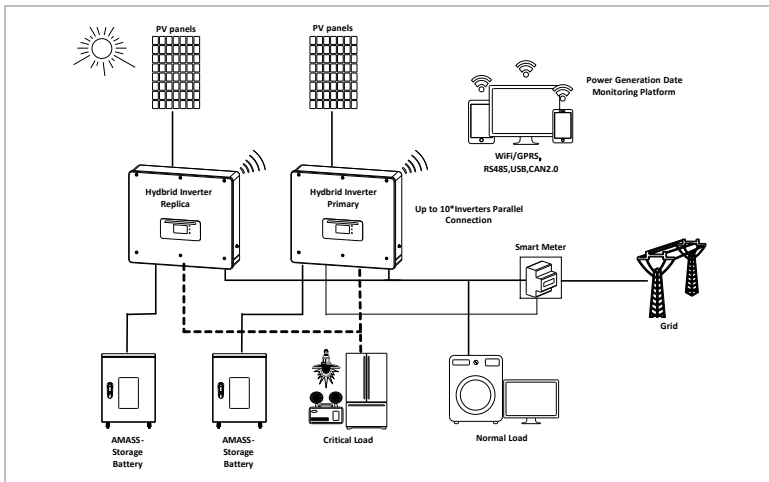 PV panels
PV panels
Power Generation Date
Monitoring Platform
WiFi/GPRS,
RS485,USB,CAN2.0
Hydbrid Inverter
Replica
Hydbrid Inverter
Primary
Up to 10*Inverters Parallel
Connection
Smart Meter
Grid
AMASS-
Storage
Battery
AMASS-
Storage
Battery
Critical Load
Normal Load